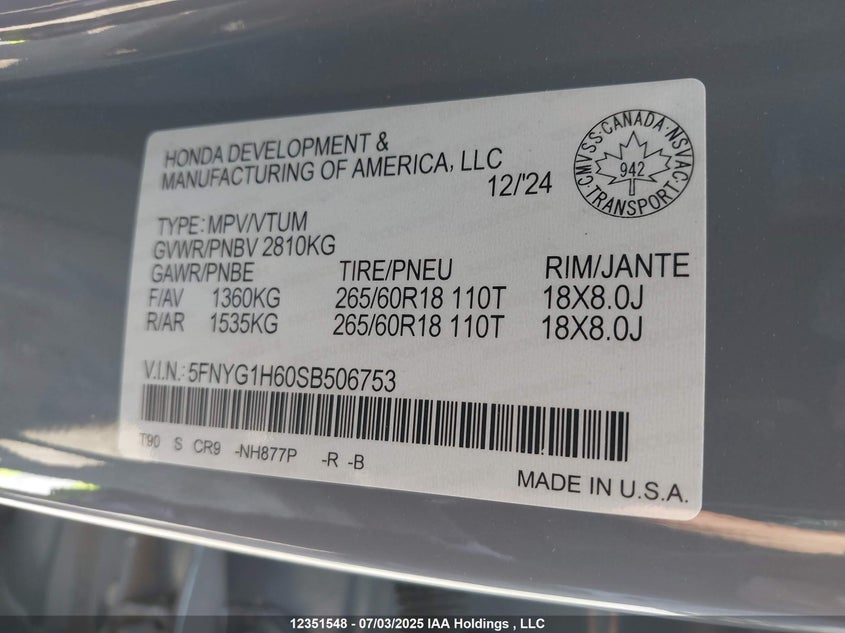 HONDA DEVELOPMENT &
MANUFACTURING OF AMERICA, LLC
12/'24
CMVSS·CANADA·NSVAC
942
TRANSPORT
TYPE: MPV/VTUM
GVWR/PNBV 2810KG
GAWR/PNBE TIRE/PNEU RIM/JANTE
F/AV 1360KG 265/60R18 110T 18X8.0J
R/AR 1535KG 265/60R18 110T 18X8.0J
V.I.N.: 5FNYG1H60SB506753
T90 S CR9 -NH877P -R -B
MADE IN U.S.A.
12351548 - 07/03/2025 IAA Holdings , LLC